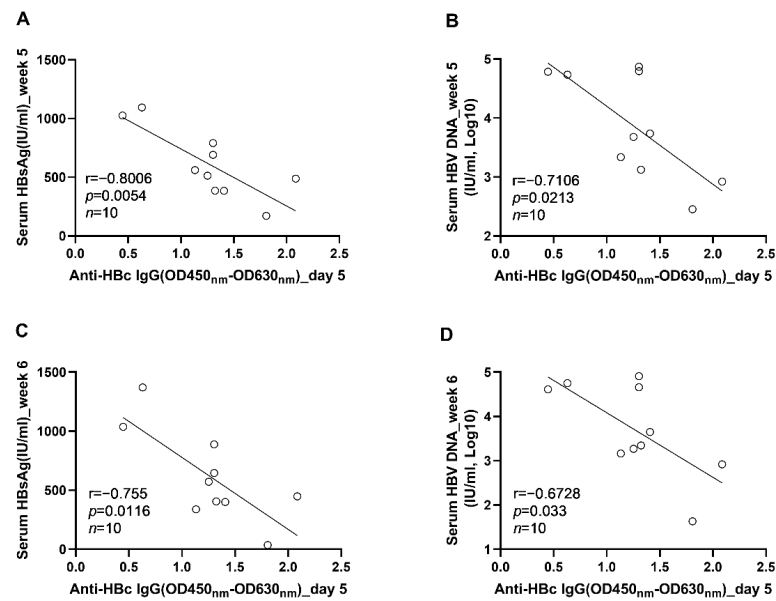 A
Serum HBsAg(IU/ml)_week 5
1500
1000
500
0
r=−0.8006
p=0.0054
n=10
0.0 0.5 1.0 1.5 2.0 2.5
Anti-HBc IgG(OD450nm-OD630nm)_day 5
B
Serum HBV DNA_week 5
(IU/ml, Log10)
5
4
3
2
r=−0.7106
p=0.0213
n=10
0.0 0.5 1.0 1.5 2.0 2.5
Anti-HBc IgG(OD450nm-OD630nm)_day 5
C
Serum HBsAg(IU/ml)_week 6
1500
1000
500
0
r=−0.755
p=0.0116
n=10
0.0 0.5 1.0 1.5 2.0 2.5
Anti-HBc IgG(OD450nm-OD630nm)_day 5
D
Serum HBV DNA_week 6
(IU/ml, Log10)
5
4
3
2
1
r=−0.6728
p=0.033
n=10
0.0 0.5 1.0 1.5 2.0 2.5
Anti-HBc IgG(OD450nm-OD630nm)_day 5